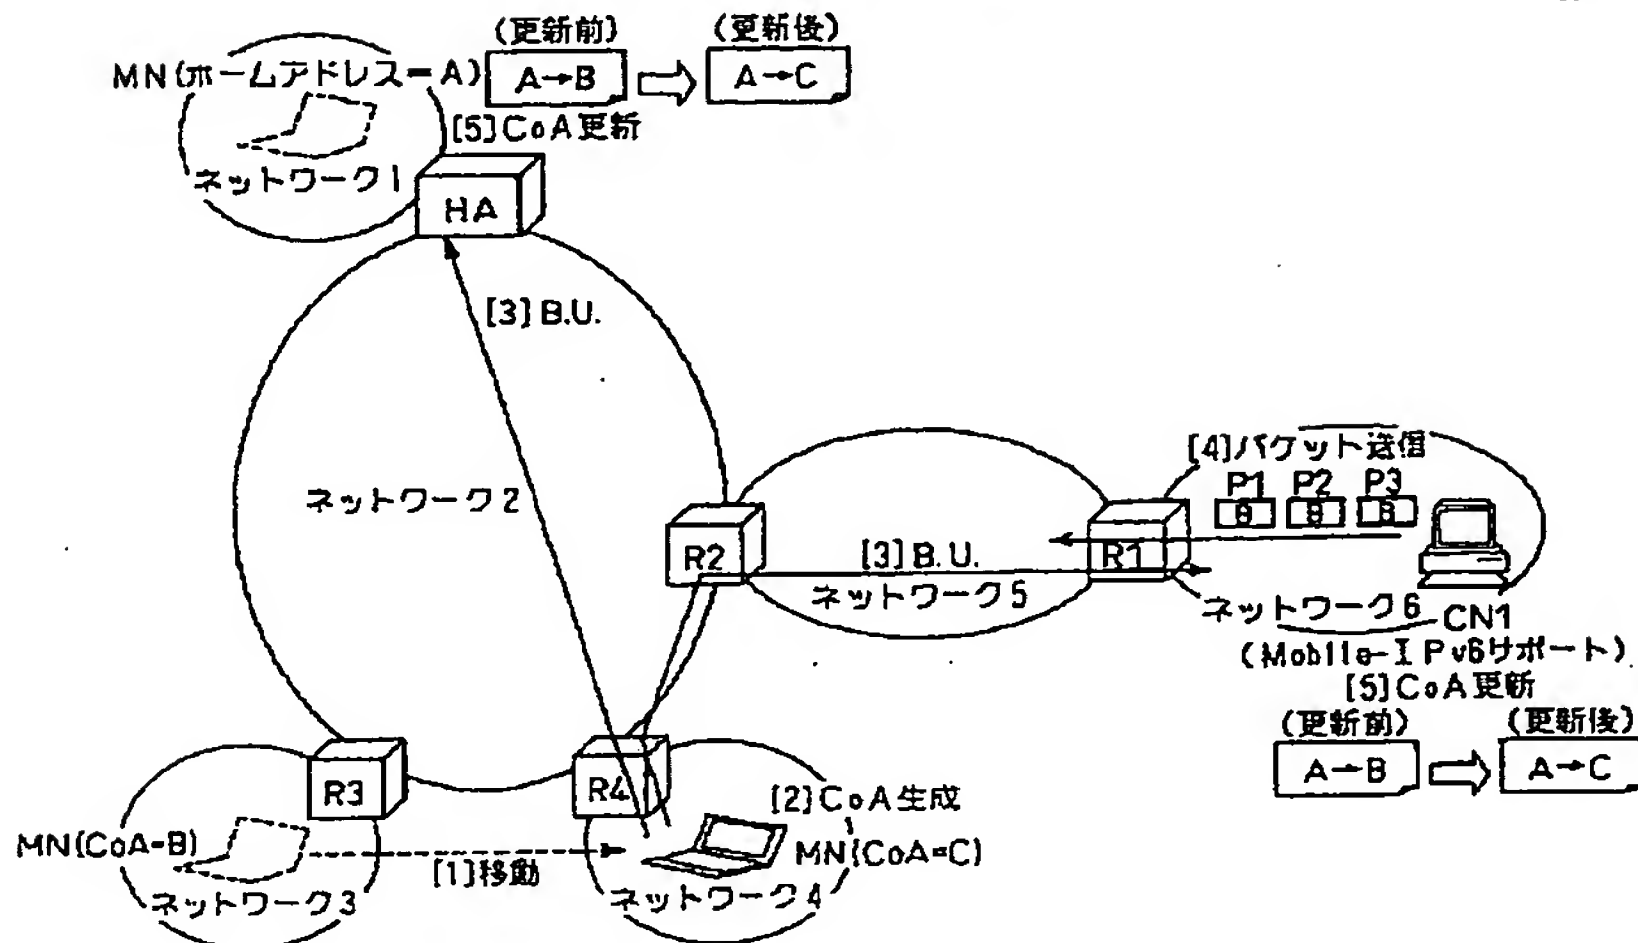 (更新前) (更新後)
MN(ホームアドレス=A) A→B A→C
[5]CoA更新
ネットワーク1
HA
[3]B.U.
ネットワーク2
[4]パケット送信
P1 P2 P3
B B B
R2 [3]B.U. R1
ネットワーク5
ネットワーク6
CN1
(Mobile-IPv6サポート)
[5]CoA更新
(更新前) (更新後)
A→B A→C
R3 R4
[2]CoA生成
MN(CoA=B)
MN(CoA=C)
[1]移動
ネットワーク3
ネットワーク4